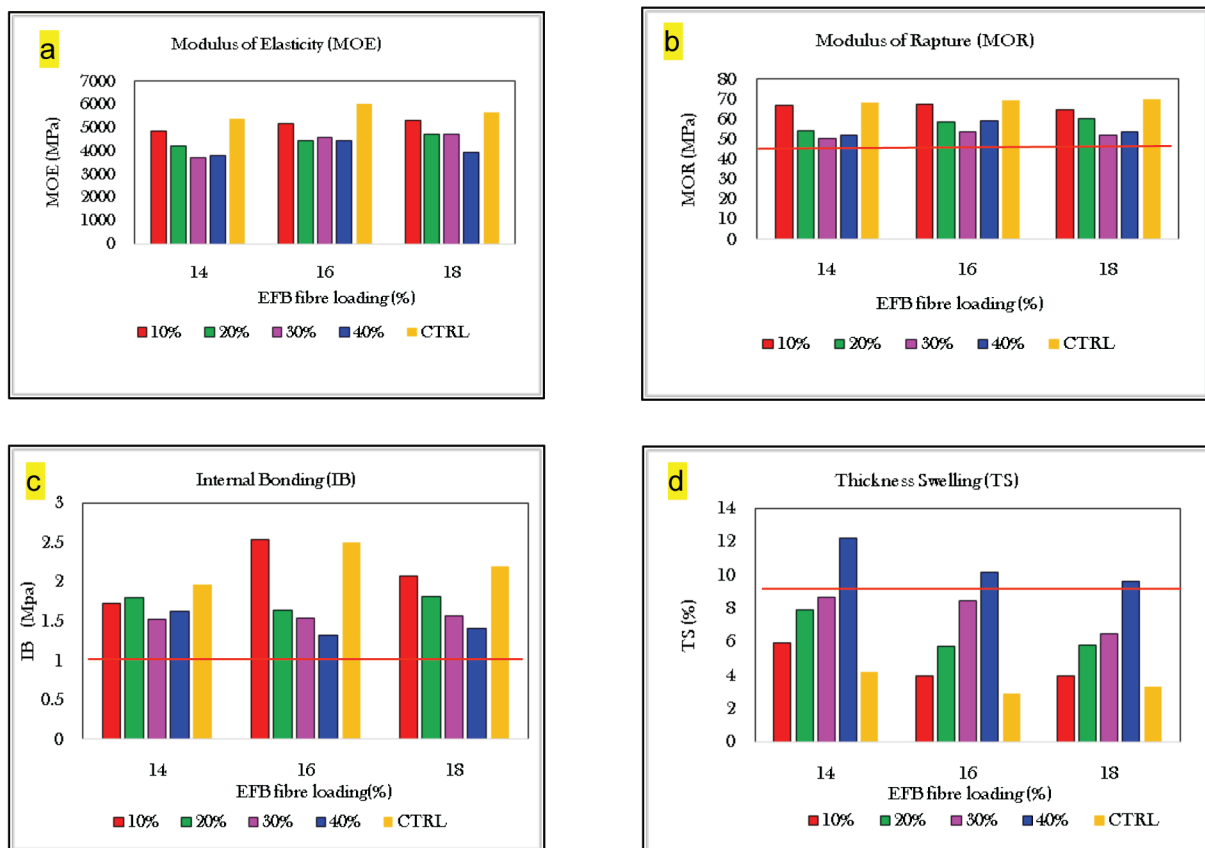 a
Modulus of Elasticity (MOE)
MOE (MPa)
7000
6000
5000
4000
3000
2000
1000
0
14 16 18
EFB fibre loading (%)
10% 20% 30% 40% CTRL
b
Modulus of Rapture (MOR)
MOR (MPa)
80
70
60
50
40
30
20
10
0
14 16 18
EFB fibre loading (%)
10% 20% 30% 40% CTRL
c
Internal Bonding (IB)
IB (Mpa)
3
2.5
2
1.5
1
0.5
0
14 16 18
EFB fibre loading(%)
10% 20% 30% 40% CTRL
d
Thickness Swelling (TS)
TS (%)
14
12
10
8
6
4
2
0
14 16 18
EFB fibre loading (%)
10% 20% 30% 40% CTRL